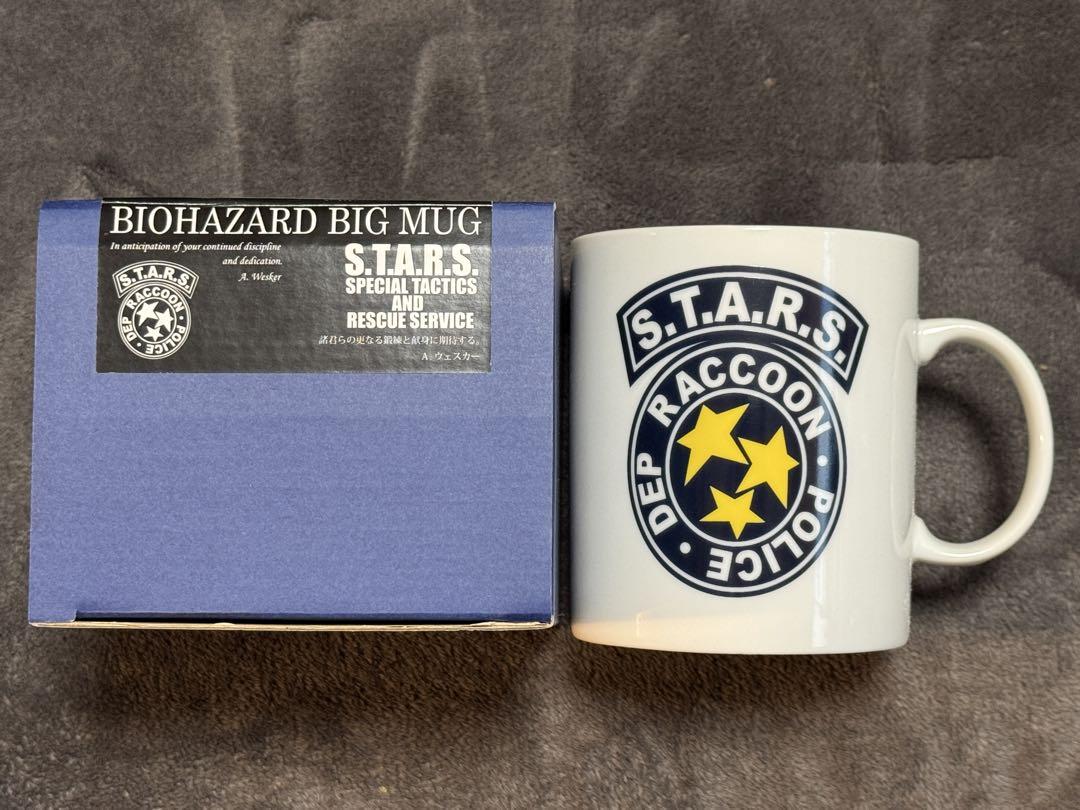 BIOHAZARD BIG MUG
In anticipation of your continued discipline
and dedication.
A. Wesker
S.T.A.R.S.
RACCOON · POLICE · DEP
S.T.A.R.S.
SPECIAL TACTICS
AND
RESCUE SERVICE
諸君らの更なる鍛練と献身に期待する。
A. ウェスカー
S.T.A.R.S.
RACCOON · POLICE · DEP